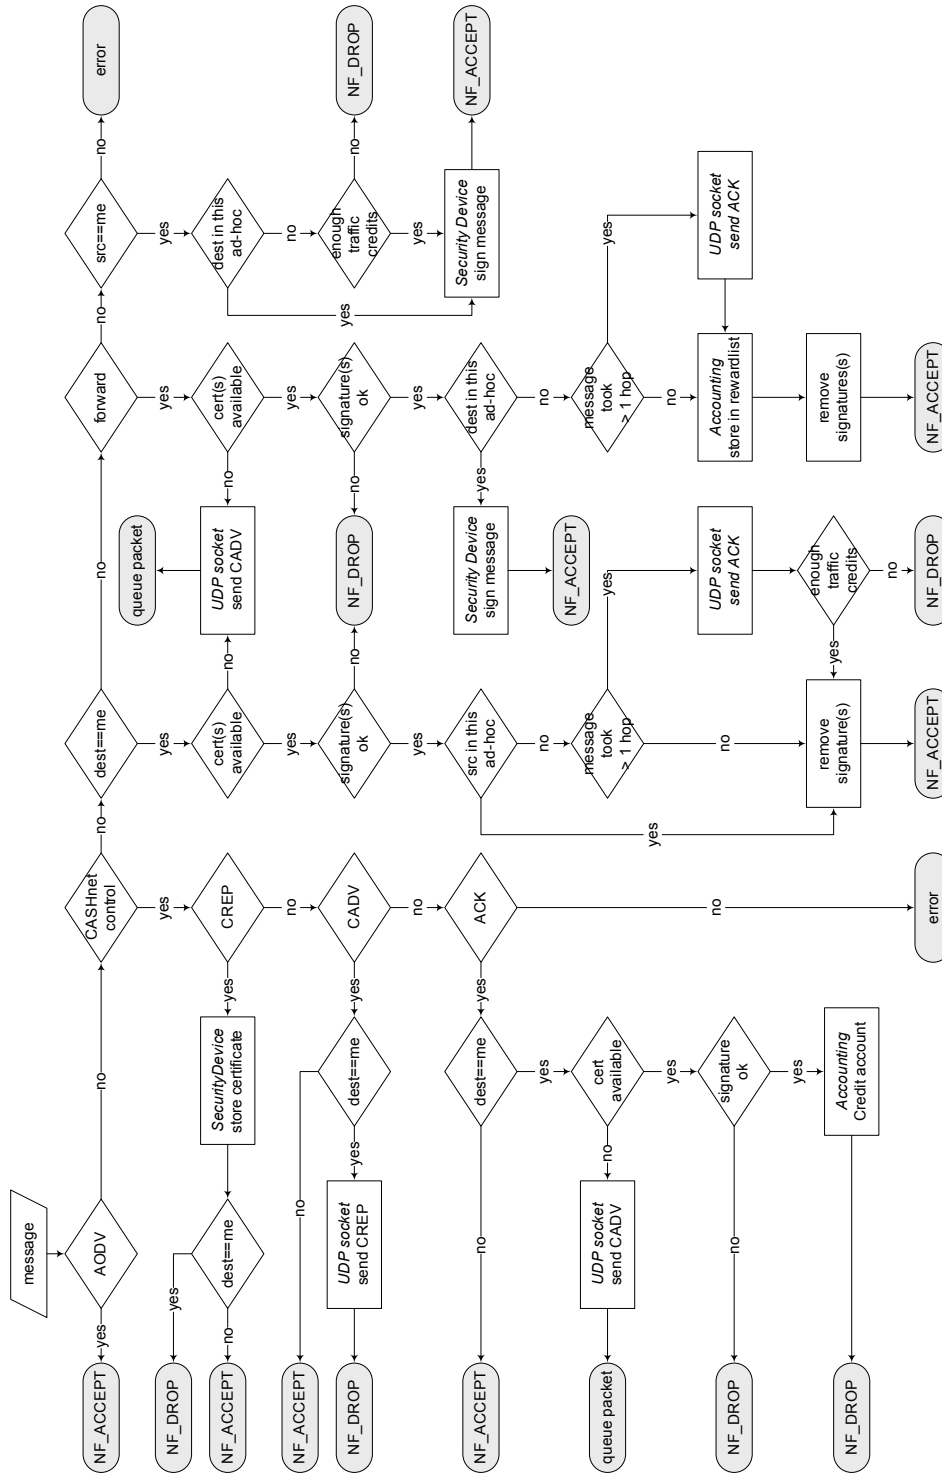 message
NF_ACCEPT
yes
AODV
no
CASHnet
control
no
dest==me
no
forward
no
src==me
no
error
queue packet
NF_DROP
yes
yes
yes
yes
yes
NF_ACCEPT
no
dest==me
SecurityDevice
store certificate
yes
CREP
cert(s)
available
no
UDP socket
send CADV
no
cert(s)
available
dest in this
ad-hoc
NF_ACCEPT
no
no
yes
yes
no
yes
NF_DROP
UDP socket
send CREP
yes
dest==me
yes
CADV
signature(s)
ok
no
NF_DROP
no
signature(s)
ok
enough
traffic
credits
no
NF_DROP
no
yes
yes
yes
NF_ACCEPT
no
dest==me
yes
ACK
src in this
ad-hoc
Security Device
sign message
yes
dest in this
ad-hoc
Security Device
sign message
NF_ACCEPT
yes
no
NF_ACCEPT
no
queue packet
UDP socket
send CADV
no
cert
available
message
took
> 1 hop
yes
message
took
> 1 hop
yes
yes
no
NF_DROP
no
signature
ok
no
no
UDP socket
send ACK
Accounting
store in rewardlist
UDP socket
send ACK
yes
yes
NF_DROP
Accounting
Credit account
remove
signature(s)
yes
enough
traffic
credits
remove
signatures(s)
no
error
NF_ACCEPT
NF_DROP
NF_ACCEPT